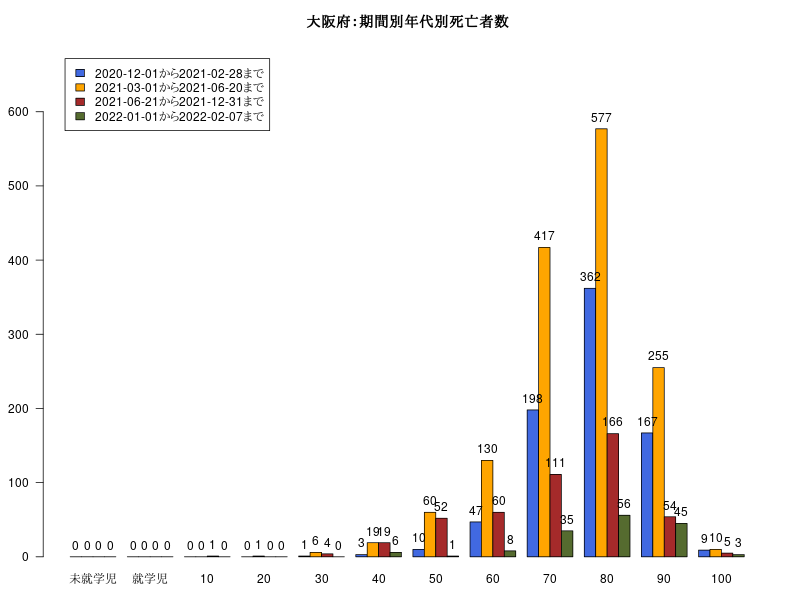 大阪府：期間別年代別死亡者数
2020-12-01から2021-02-28まで
2021-03-01から2021-06-20まで
2021-06-21から2021-12-31まで
2022-01-01から2022-02-07まで
600
500
400
300
200
100
0
0 0 0 0
0 0 0 0
0 0 1 0
0 1 0 0
1 6 4 0
3 19 19 6
10 60 52 1
47 130 60 8
198 417 111 35
362 577 166 56
167 255 54 45
9 10 5 3
未就学児 就学児 10 20 30 40 50 60 70 80 90 100